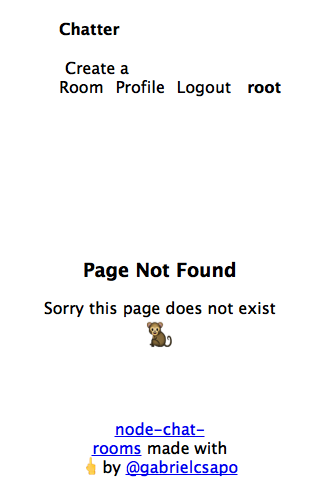 Chatter
Create a
Room Profile Logout root
Page Not Found
Sorry this page does not exist
🐒
node-chat-
rooms made with
👆 by @gabrielcsapo